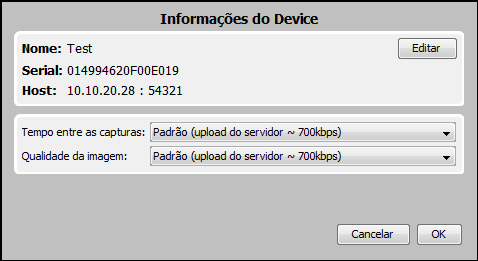 Informações do Device
Nome: Test
Editar
Serial: 014994620F00E019
Host: 10.10.20.28 : 54321
Tempo entre as capturas: Padrão (upload do servidor ~ 700kbps)
Qualidade da imagem: Padrão (upload do servidor ~ 700kbps)
Cancelar OK